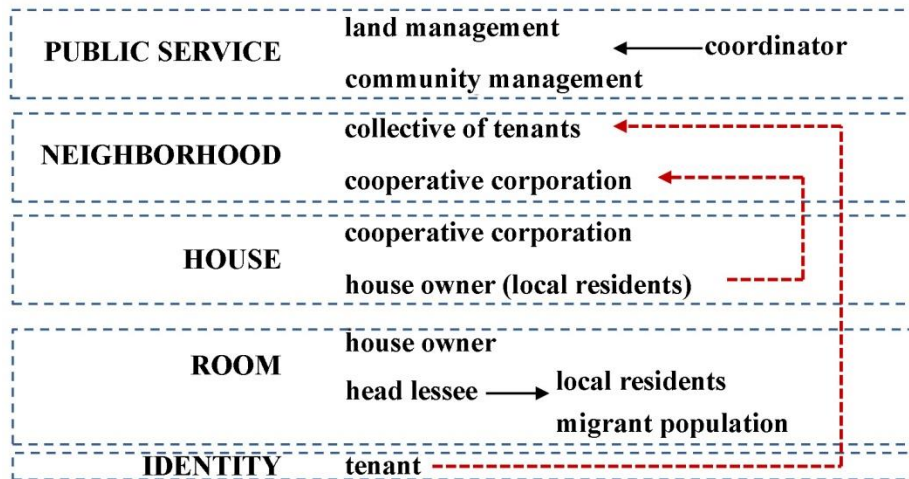 PUBLIC SERVICE
land management
coordinator
community management
NEIGHBORHOOD
collective of tenants
cooperative corporation
HOUSE
cooperative corporation
house owner (local residents)
ROOM
house owner
head lessee
local residents
migrant population
IDENTITY
tenant